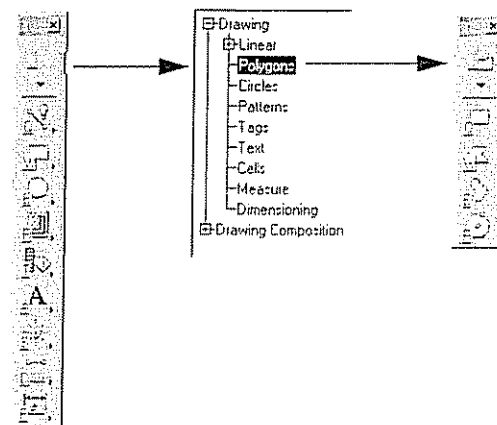 Drawing
Linear
Polygons
Circles
Patterns
Tags
Text
Cells
Measure
Dimensioning
Drawing Composition
A